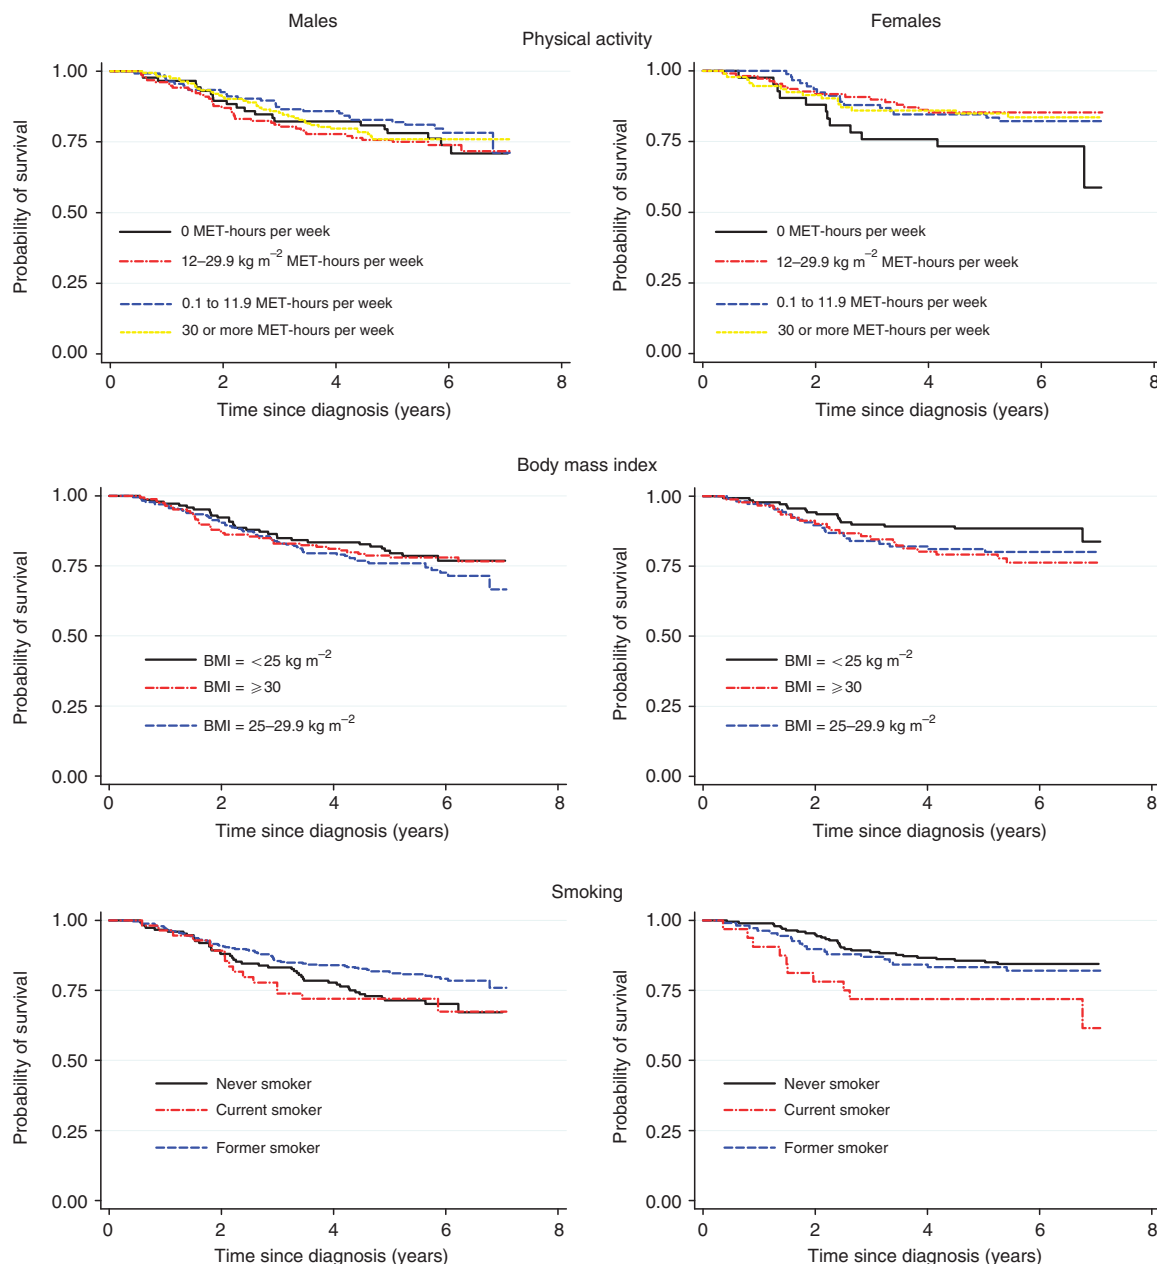 Males
Females
Physical activity
1.00
0.75
0.50
0.25
0.00
Probability of survival
0 MET-hours per week
12–29.9 kg m⁻² MET-hours per week
0.1 to 11.9 MET-hours per week
30 or more MET-hours per week
0 2 4 6 8
Time since diagnosis (years)
1.00
0.75
0.50
0.25
0.00
Probability of survival
0 MET-hours per week
12–29.9 kg m⁻² MET-hours per week
0.1 to 11.9 MET-hours per week
30 or more MET-hours per week
0 2 4 6 8
Time since diagnosis (years)
Body mass index
1.00
0.75
0.50
0.25
0.00
Probability of survival
BMI = <25 kg m⁻²
BMI = ⩾30
BMI = 25–29.9 kg m⁻²
0 2 4 6 8
Time since diagnosis (years)
1.00
0.75
0.50
0.25
0.00
Probability of survival
BMI = <25 kg m⁻²
BMI = ⩾30
BMI = 25–29.9 kg m⁻²
0 2 4 6 8
Time since diagnosis (years)
Smoking
1.00
0.75
0.50
0.25
0.00
Probability of survival
Never smoker
Current smoker
Former smoker
0 2 4 6 8
Time since diagnosis (years)
1.00
0.75
0.50
0.25
0.00
Probability of survival
Never smoker
Current smoker
Former smoker
0 2 4 6 8
Time since diagnosis (years)